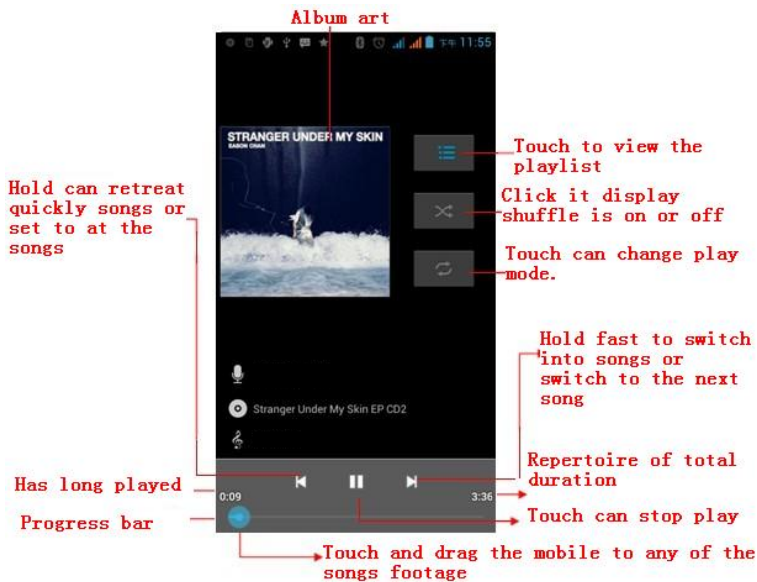 Album art
下午 11:55
STRANGER UNDER MY SKIN
EASON CHAN
Touch to view the
playlist
Click it display
shuffle is on or off
Touch can change play
mode.
Hold can retreat
quickly songs or
set to at the
songs
Hold fast to switch
into songs or
switch to the next
song
Stranger Under My Skin EP CD2
Repertoire of total
duration
Has long played
0:09
3:36
Progress bar
Touch can stop play
Touch and drag the mobile to any of the
songs footage